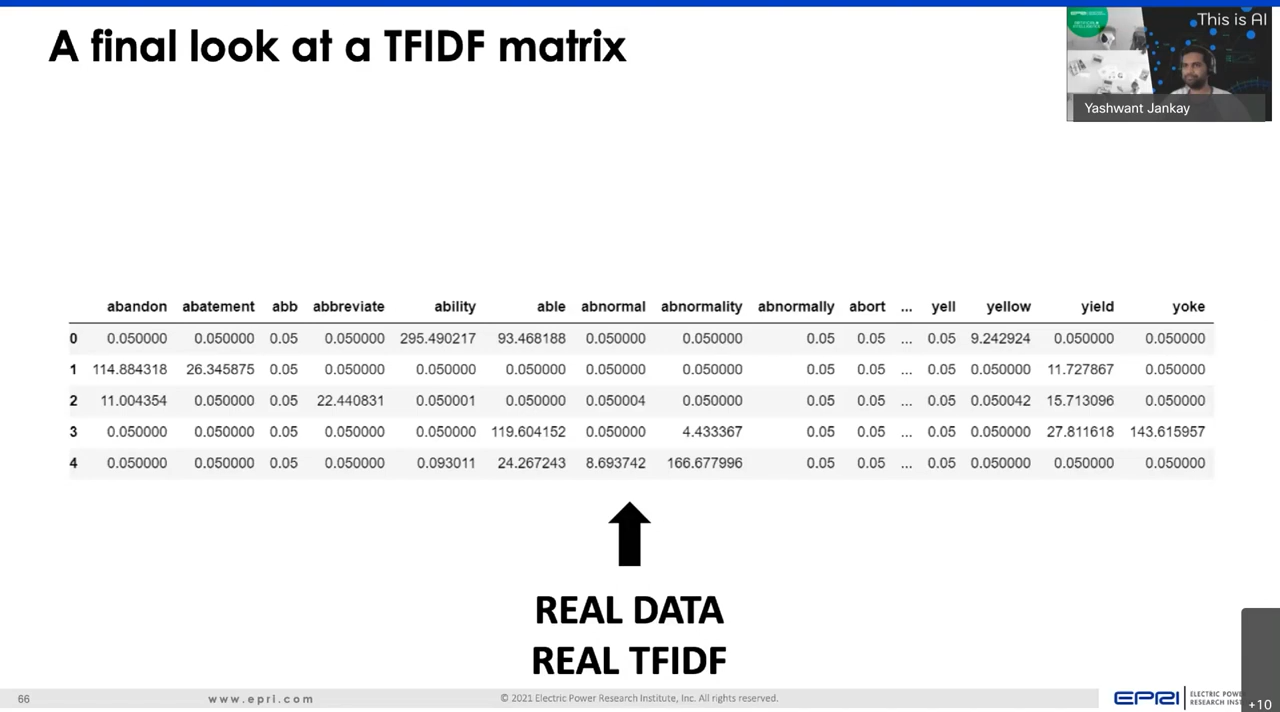 A final look at a TFIDF matrix
This is AI
Yashwant Jankay
abandon abatement abb abbreviate ability able abnormal abnormality abnormally abort ... yell yellow yield yoke
0 0.050000 0.050000 0.05 0.050000 295.490217 93.468188 0.050000 0.050000 0.05 0.05 ... 0.05 9.242924 0.050000 0.050000
1 114.884318 26.345875 0.05 0.050000 0.050000 0.050000 0.050000 0.050000 0.05 0.05 ... 0.05 0.050000 11.727867 0.050000
2 11.004354 0.050000 0.05 22.440831 0.050001 0.050000 0.050004 0.050000 0.05 0.05 ... 0.05 0.050042 15.713096 0.050000
3 0.050000 0.050000 0.05 0.050000 0.050000 119.604152 0.050000 4.433367 0.05 0.05 ... 0.05 0.050000 27.811618 143.615957
4 0.050000 0.050000 0.05 0.050000 0.093011 24.267243 8.693742 166.677996 0.05 0.05 ... 0.05 0.050000 0.050000 0.050000
REAL DATA
REAL TFIDF
66 www.epri.com © 2021 Electric Power Research Institute, Inc. All rights reserved.
EPRI ELECTRIC POW
RESEARCH INST
+10